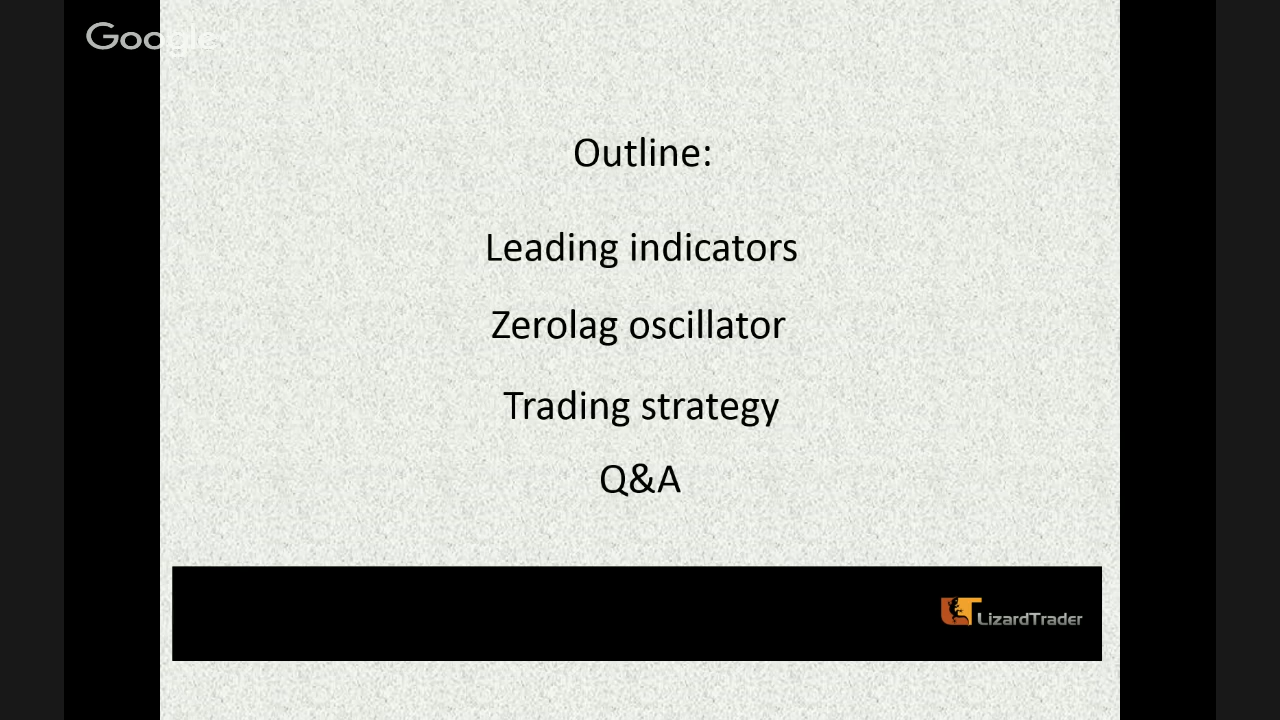 Google
Outline:
Leading indicators
Zerolag oscillator
Trading strategy
Q&A
LizardTrader